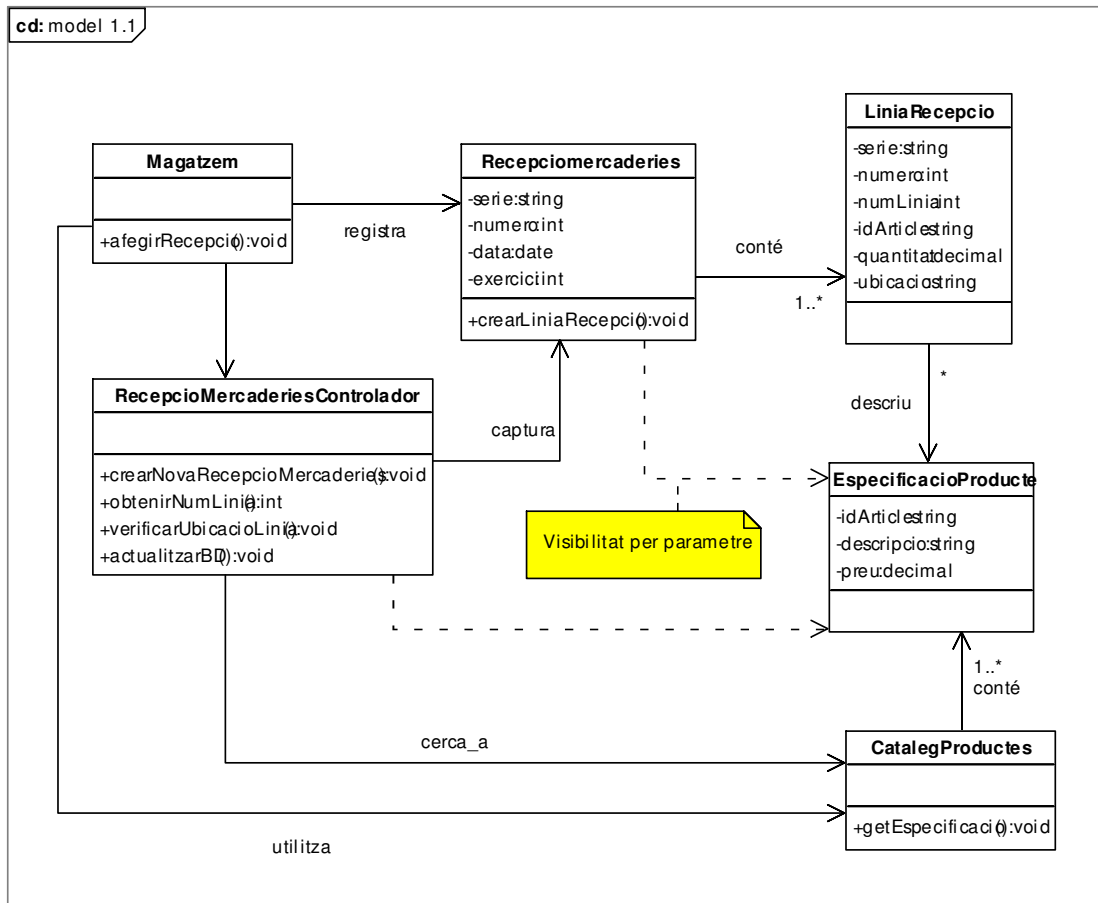 cd: model 1.1
Magatzem
+afegirRecepcio():void
registra
Recepciomercaderies
-serie:string
-numero:int
-data:date
-exercici:int
+crearLiniaRecepcio():void
conté
1..*
LiniaRecepcio
-serie:string
-numero:int
-numLinia:int
-idArticle:string
-quantitat:decimal
-ubicacio:string
*
descriu
RecepcioMercaderiesControlador
+crearNovaRecepcioMercaderies():void
+obtenirNumLinia():int
+verificarUbicacioLinia():void
+actualitzarBD():void
captura
Visibilitat per parametre
EspecificacioProducte
-idArticle:string
-descripcio:string
-preu:decimal
1..*
conté
cerca_a
CatalegProductes
+getEspecificacio():void
utilitza